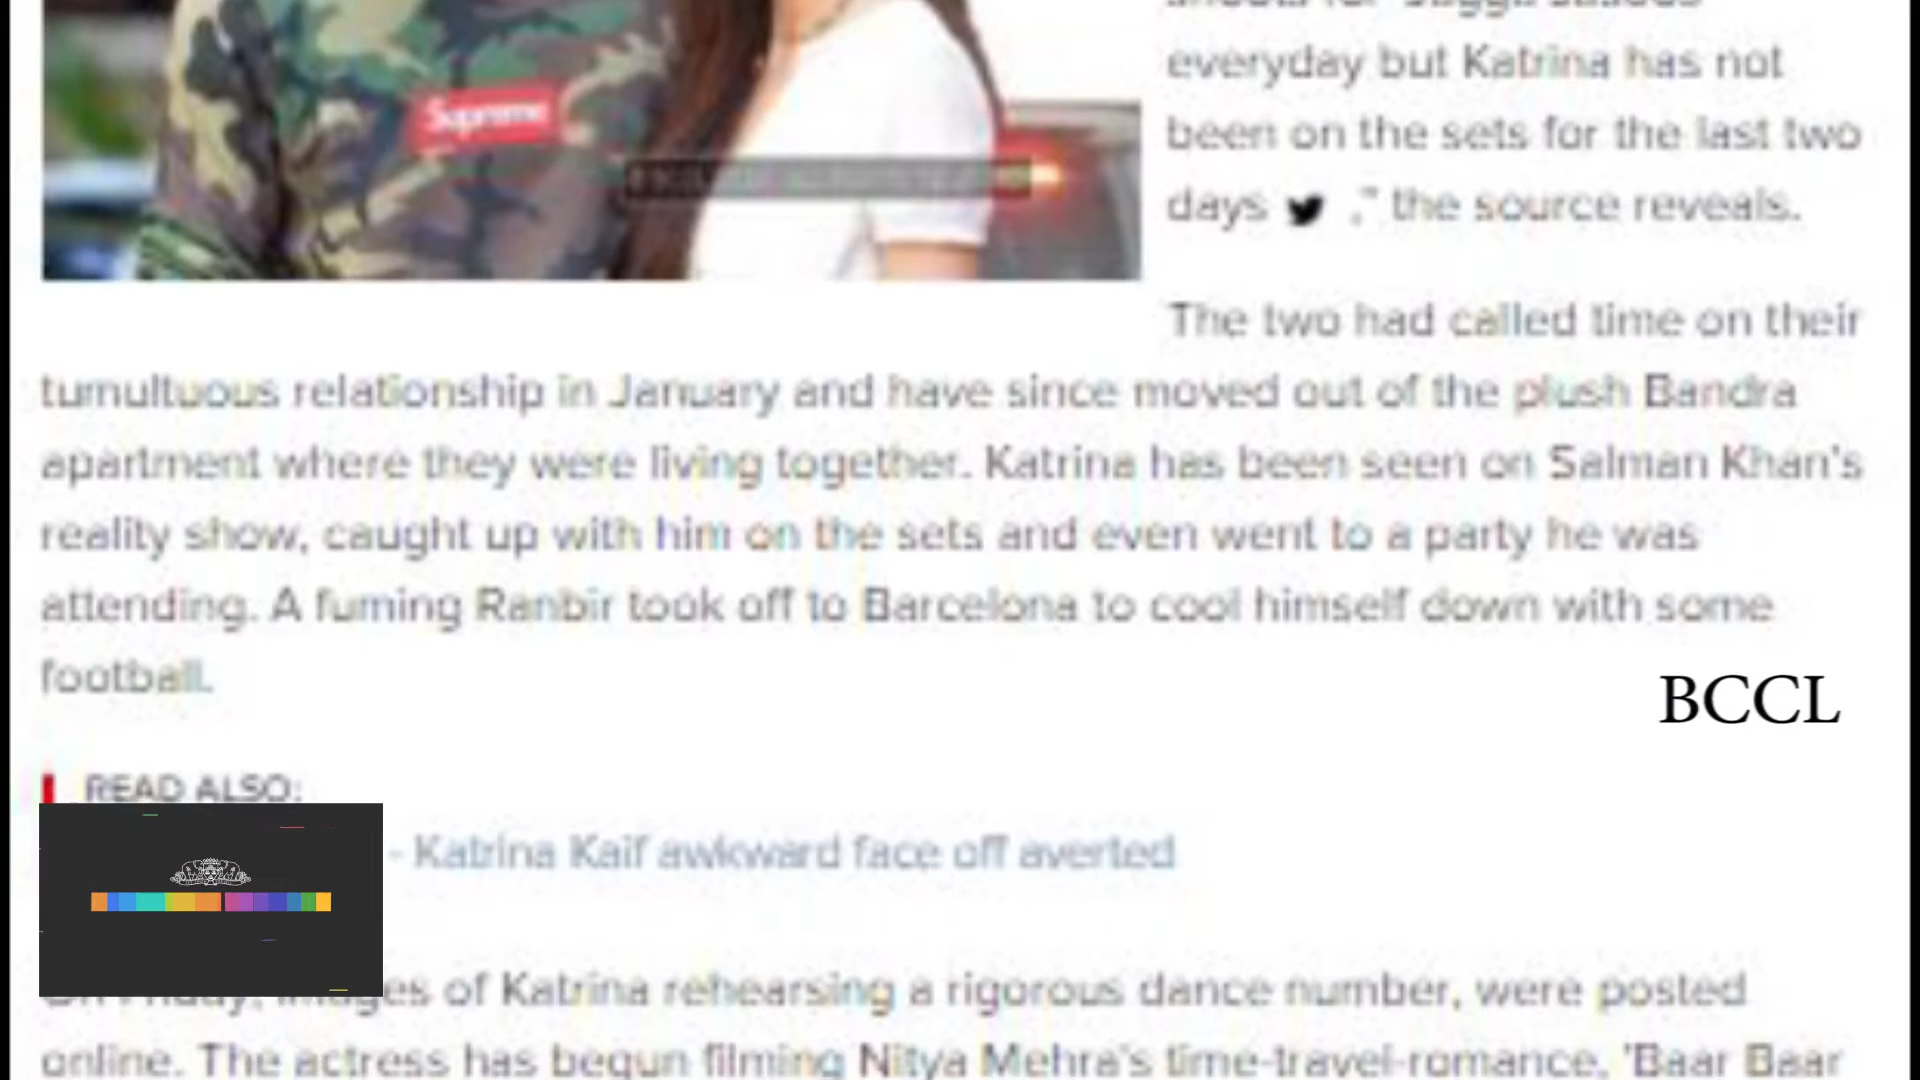 Supreme
everyday but Katrina has not
been on the sets for the last two
days ," the source reveals.
The two had called time on their
tumultuous relationship in January and have since moved out of the plush Bandra
apartment where they were living together. Katrina has been seen on Salman Khan's
reality show, caught up with him on the sets and even went to a party he was
attending. A fuming Ranbir took off to Barcelona to cool himself down with some
football.
BCCL
READ ALSO:
- Katrina Kaif awkward face off averted
of Katrina rehearsing a rigorous dance number, were posted
online. The actress has begun filming Nitya Mehra's time-travel-romance, 'Baar Baar